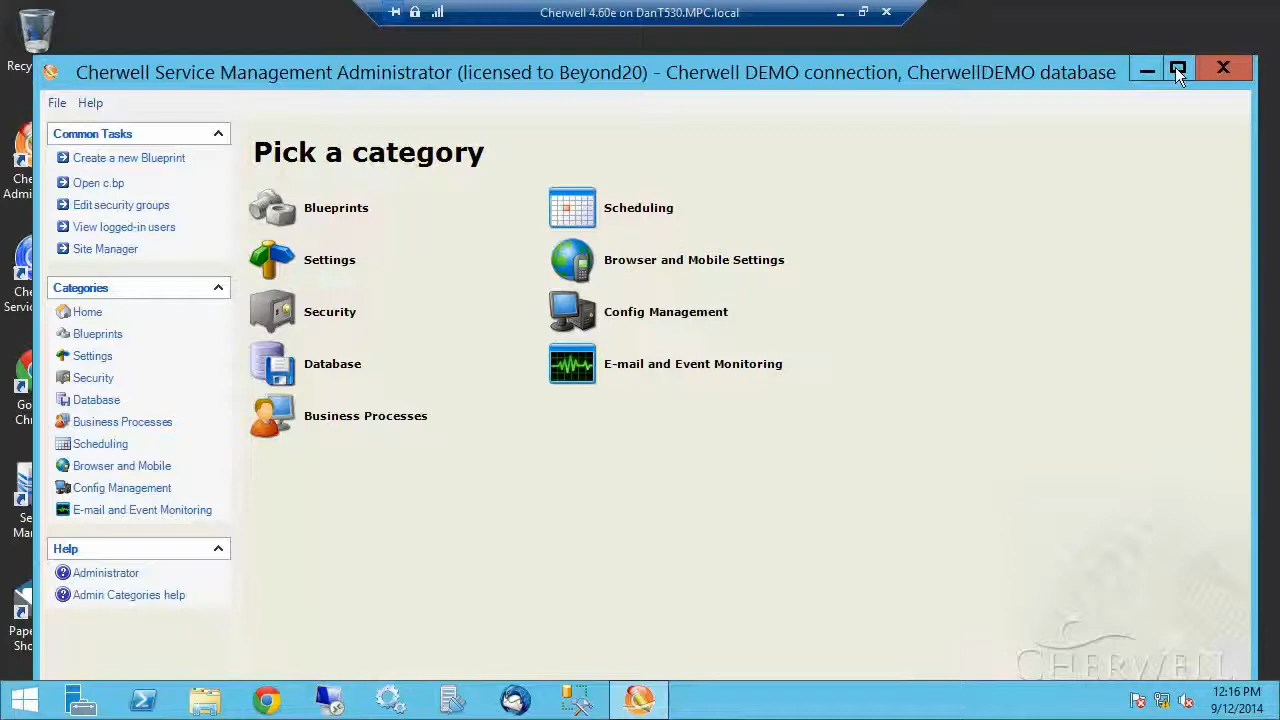 Cherwell 4.60e on DanT530.MPC.local
Cherwell Service Management Administrator (licensed to Beyond20) - Cherwell DEMO connection, CherwellDEMO database
File Help
Common Tasks
Create a new Blueprint
Open c.bp
Edit security groups
View logged-in users
Site Manager
Categories
Home
Blueprints
Settings
Security
Database
Business Processes
Scheduling
Browser and Mobile
Config Management
E-mail and Event Monitoring
Help
Administrator
Admin Categories help
Pick a category
Blueprints
Settings
Security
Database
Business Processes
Scheduling
Browser and Mobile Settings
Config Management
E-mail and Event Monitoring
CHERWELL
12:16 PM
9/12/2014